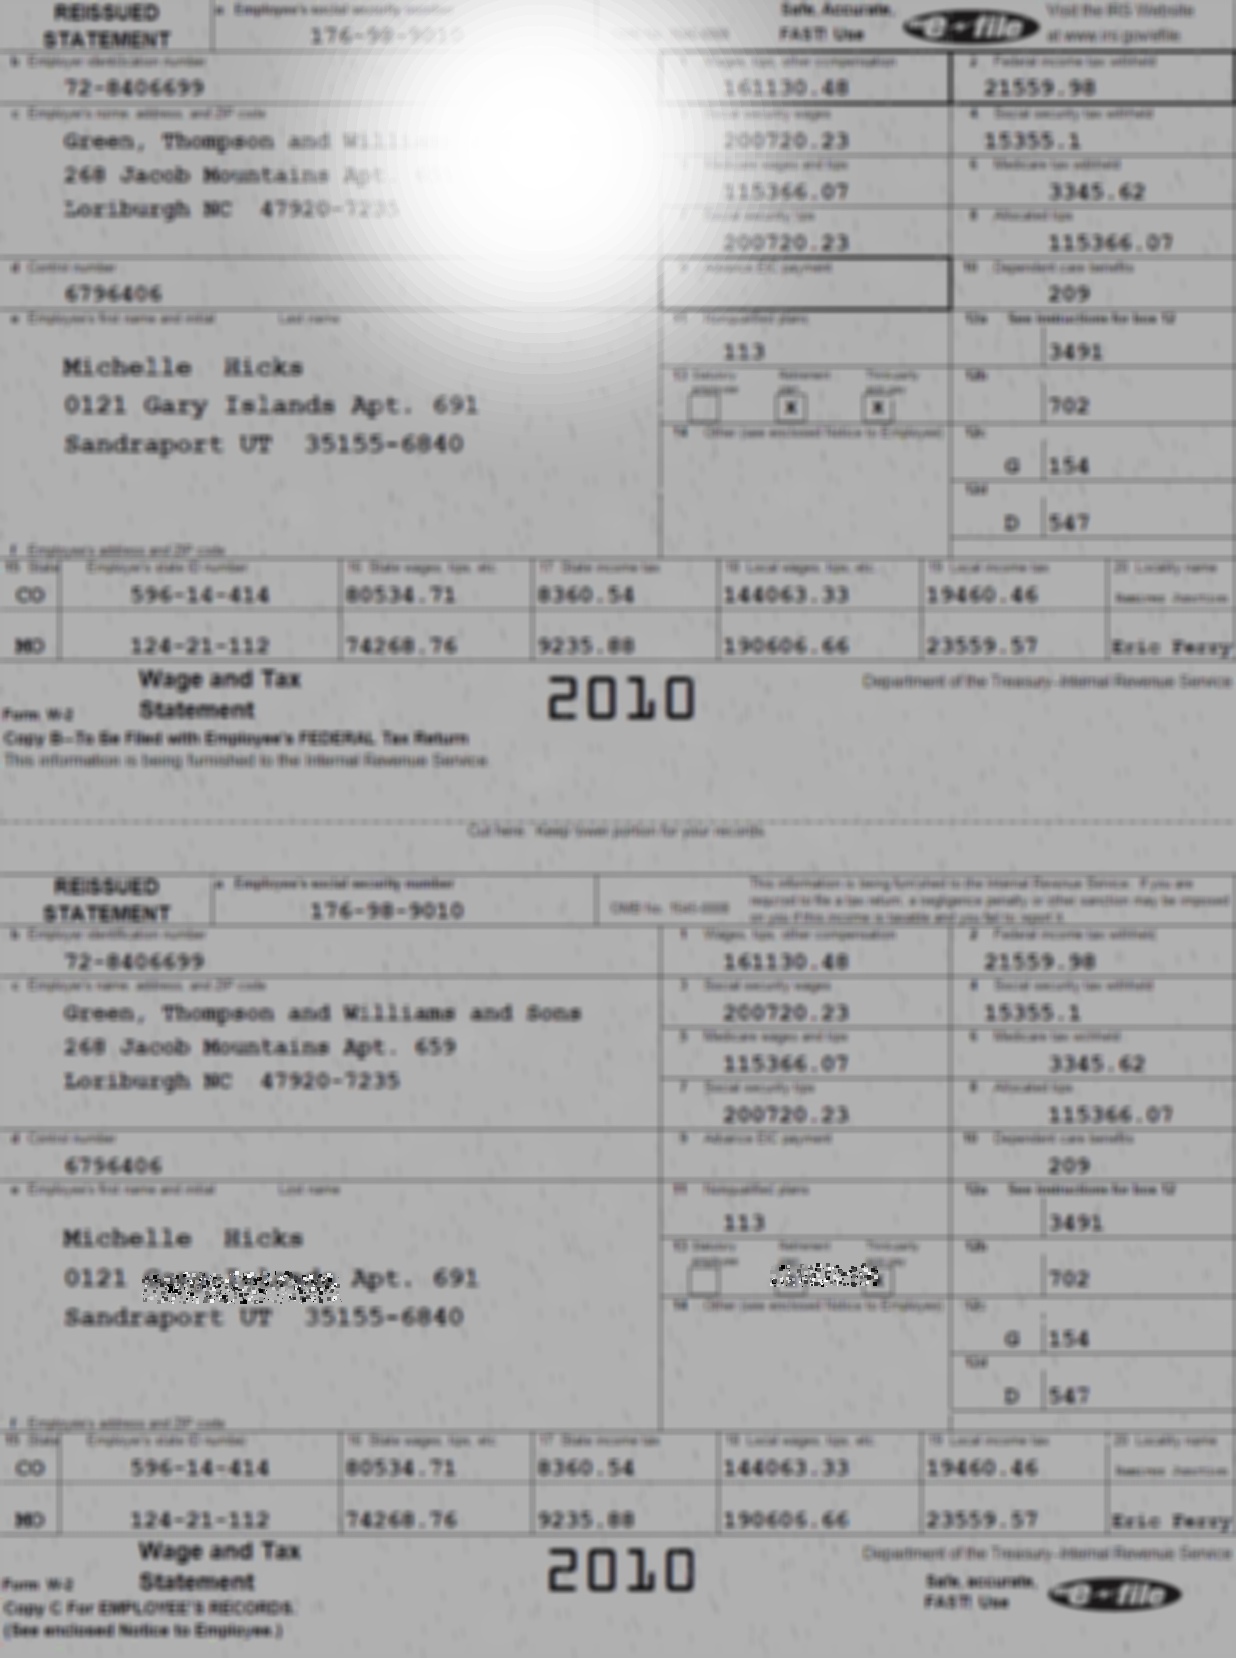 REISSUED STATEMENT
a Employee's social security number
176-98-9010
Safe, Accurate, FAST! Use
e-file
Visit the IRS Website at www.irs.gov/efile.
b Employer identification number
72-8406699
1 Wages, tips, other compensation
161130.48
2 Federal income tax withheld
21559.98
c Employer's name, address, and ZIP code
Green, Thompson and
268 Jacob Mountains Apt.
Loriburgh NC 47920-7235
3 Social security wages
200720.23
4 Social security tax withheld
15355.1
5 Medicare wages and tips
115366.07
6 Medicare tax withheld
3345.62
7 Social security tips
200720.23
8 Allocated tips
115366.07
d Control number
6796406
9 Advance EIC payment
10 Dependent care benefits
209
e Employee's first name and initial Last name
Michelle Hicks
0121 Gary Islands Apt. 691
Sandraport UT 35155-6840
11 Nonqualified plans
113
12a See instructions for box 12
3491
13 Statutory employee Retirement plan Third-party sick pay
X X
12b
702
14 Other (see enclosed Notice to Employee)
12c
G 154
12d
D 547
f Employee's address and ZIP code
15 State Employer's state ID number 16 State wages, tips, etc. 17 State income tax 18 Local wages, tips, etc. 19 Local income tax 20 Locality name
CO 596-14-414 80534.71 8360.54 144063.33 19460.46
MO 124-21-112 74268.76 9235.88 190606.66 23559.57 Eric Ferry
Wage and Tax
Form W-2 Statement
2010
Department of the Treasury--Internal Revenue Service
Copy B--To Be Filed with Employee's FEDERAL Tax Return
This information is being furnished to the Internal Revenue Service.
Cut here. Keep lower portion for your records.
REISSUED STATEMENT
a Employee's social security number
176-98-9010
OMB No. 1545-0008
This information is being furnished to the Internal Revenue Service. If you are
required to file a tax return, a negligence penalty or other sanction may be imposed
on you if this income is taxable and you fail to report it.
b Employer identification number
72-8406699
1 Wages, tips, other compensation
161130.48
2 Federal income tax withheld
21559.98
c Employer's name, address, and ZIP code
Green, Thompson and Williams and Sons
268 Jacob Mountains Apt. 659
Loriburgh NC 47920-7235
3 Social security wages
200720.23
4 Social security tax withheld
15355.1
5 Medicare wages and tips
115366.07
6 Medicare tax withheld
3345.62
7 Social security tips
200720.23
8 Allocated tips
115366.07
d Control number
6796406
9 Advance EIC payment
10 Dependent care benefits
209
e Employee's first name and initial Last name
Michelle Hicks
0121 Apt. 691
Sandraport UT 35155-6840
11 Nonqualified plans
113
12a See instructions for box 12
3491
13 Statutory employee Retirement Third-party
12b
702
14 Other (see enclosed Notice to Employee)
12c
G 154
12d
D 547
f Employee's address and ZIP code
15 State Employer's state ID number 16 State wages, tips, etc. 17 State income tax 18 Local wages, tips, etc. 19 Local income tax 20 Locality name
CO 596-14-414 80534.71 8360.54 144063.33 19460.46
MO 124-21-112 74268.76 9235.88 190606.66 23559.57 Eric Ferry
Wage and Tax
Form W-2 Statement
2010
Department of the Treasury--Internal Revenue Service
Copy C For EMPLOYEE'S RECORDS.
(See enclosed Notice to Employee.)
Safe, accurate, FAST! Use
e-file